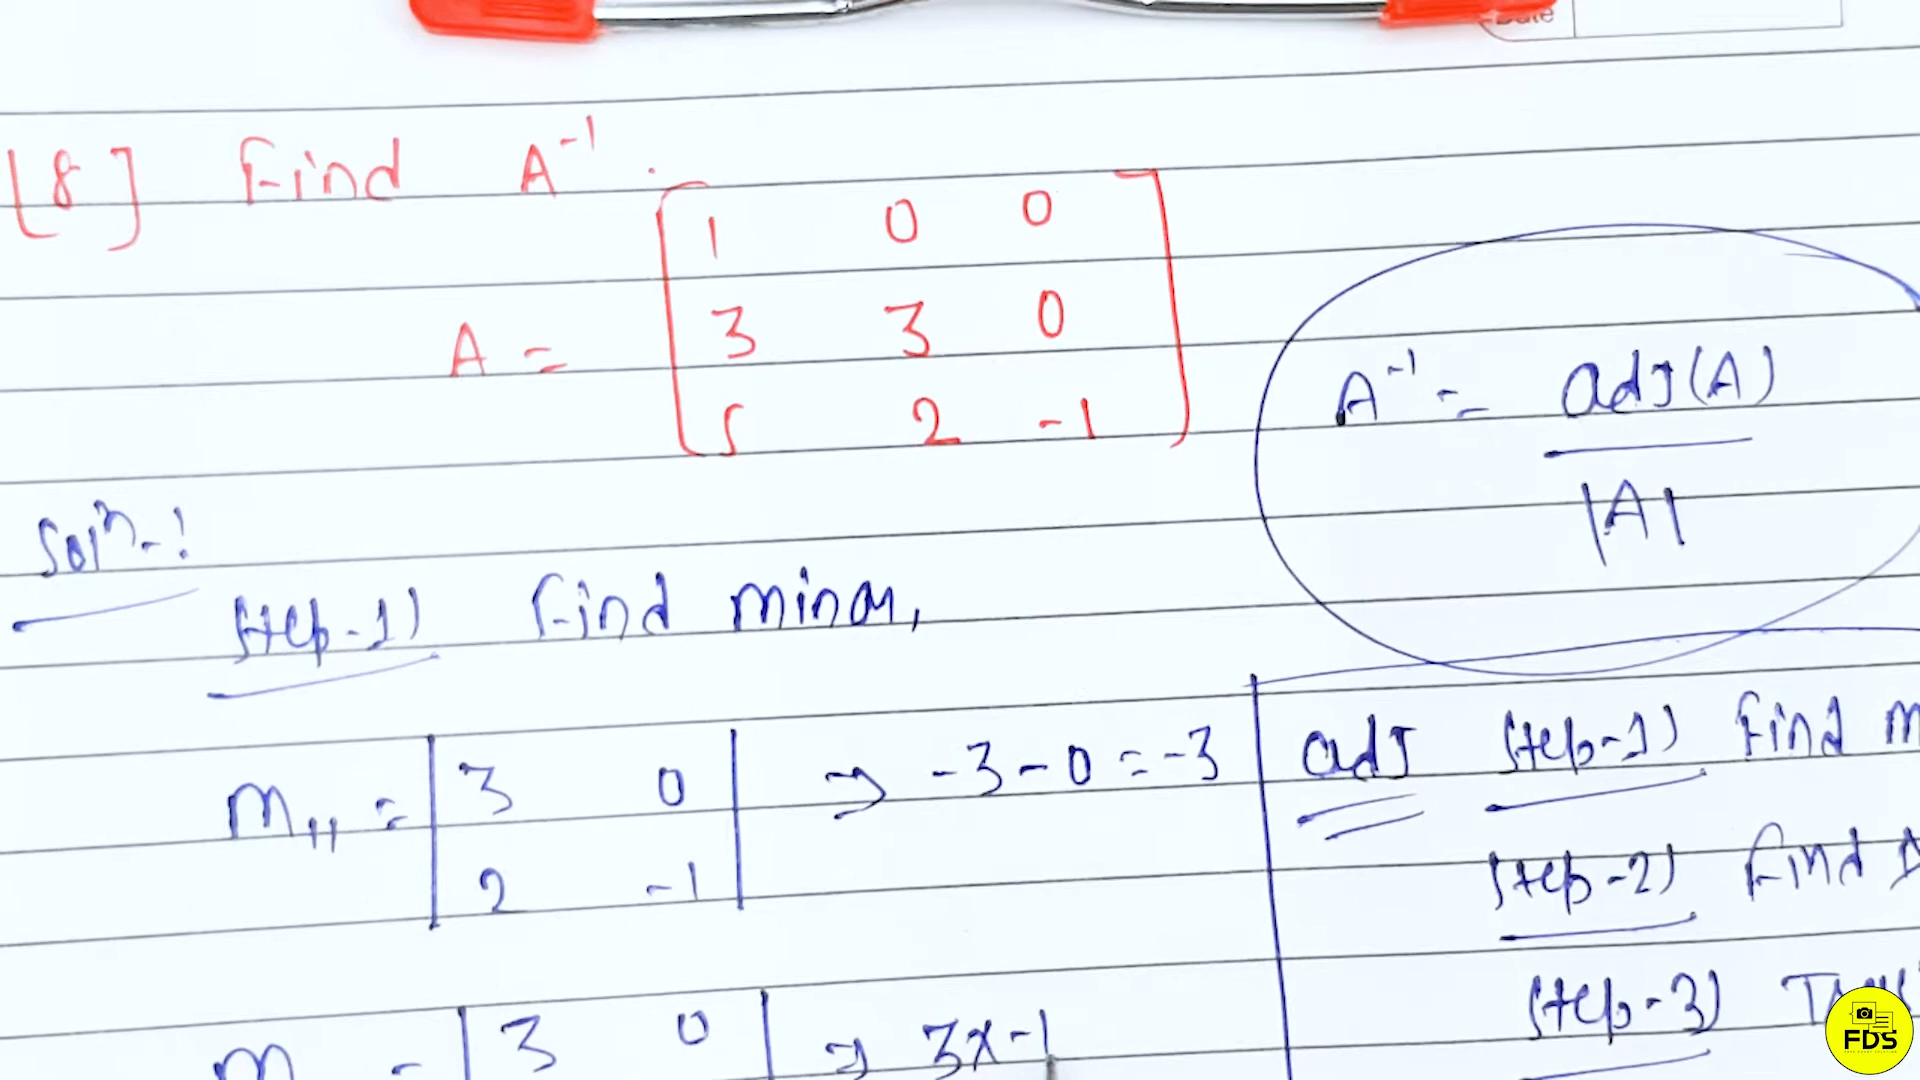 Date
[8] Find A⁻¹.
A = [ 1 0 0
3 3 0
5 2 -1 ]
A⁻¹ = adj(A)
|A|
Solⁿ-:
Step-1) Find minor,
m₁₁ = | 3 0 | → -3-0=-3
2 -1
adj Step-1) Find m
Step-2) Find
Step-3)
m = | 3 0 | → 3x-1
FDS